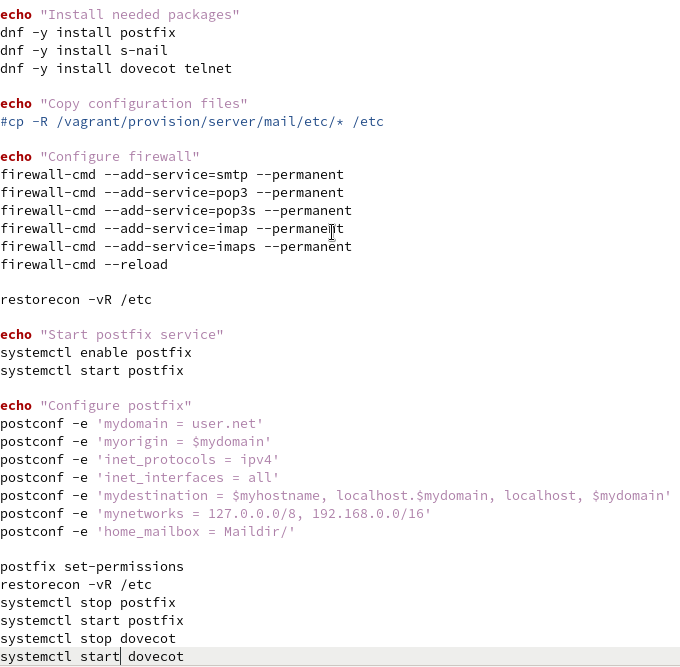 echo "Install needed packages"
dnf -y install postfix
dnf -y install s-nail
dnf -y install dovecot telnet
echo "Copy configuration files"
#cp -R /vagrant/provision/server/mail/etc/* /etc
echo "Configure firewall"
firewall-cmd --add-service=smtp --permanent
firewall-cmd --add-service=pop3 --permanent
firewall-cmd --add-service=pop3s --permanent
firewall-cmd --add-service=imap --permanent
firewall-cmd --add-service=imaps --permanent
firewall-cmd --reload
restorecon -vR /etc
echo "Start postfix service"
systemctl enable postfix
systemctl start postfix
echo "Configure postfix"
postconf -e 'mydomain = user.net'
postconf -e 'myorigin = $mydomain'
postconf -e 'inet_protocols = ipv4'
postconf -e 'inet_interfaces = all'
postconf -e 'mydestination = $myhostname, localhost.$mydomain, localhost, $mydomain'
postconf -e 'mynetworks = 127.0.0.0/8, 192.168.0.0/16'
postconf -e 'home_mailbox = Maildir/'
postfix set-permissions
restorecon -vR /etc
systemctl stop postfix
systemctl start postfix
systemctl stop dovecot
systemctl start dovecot